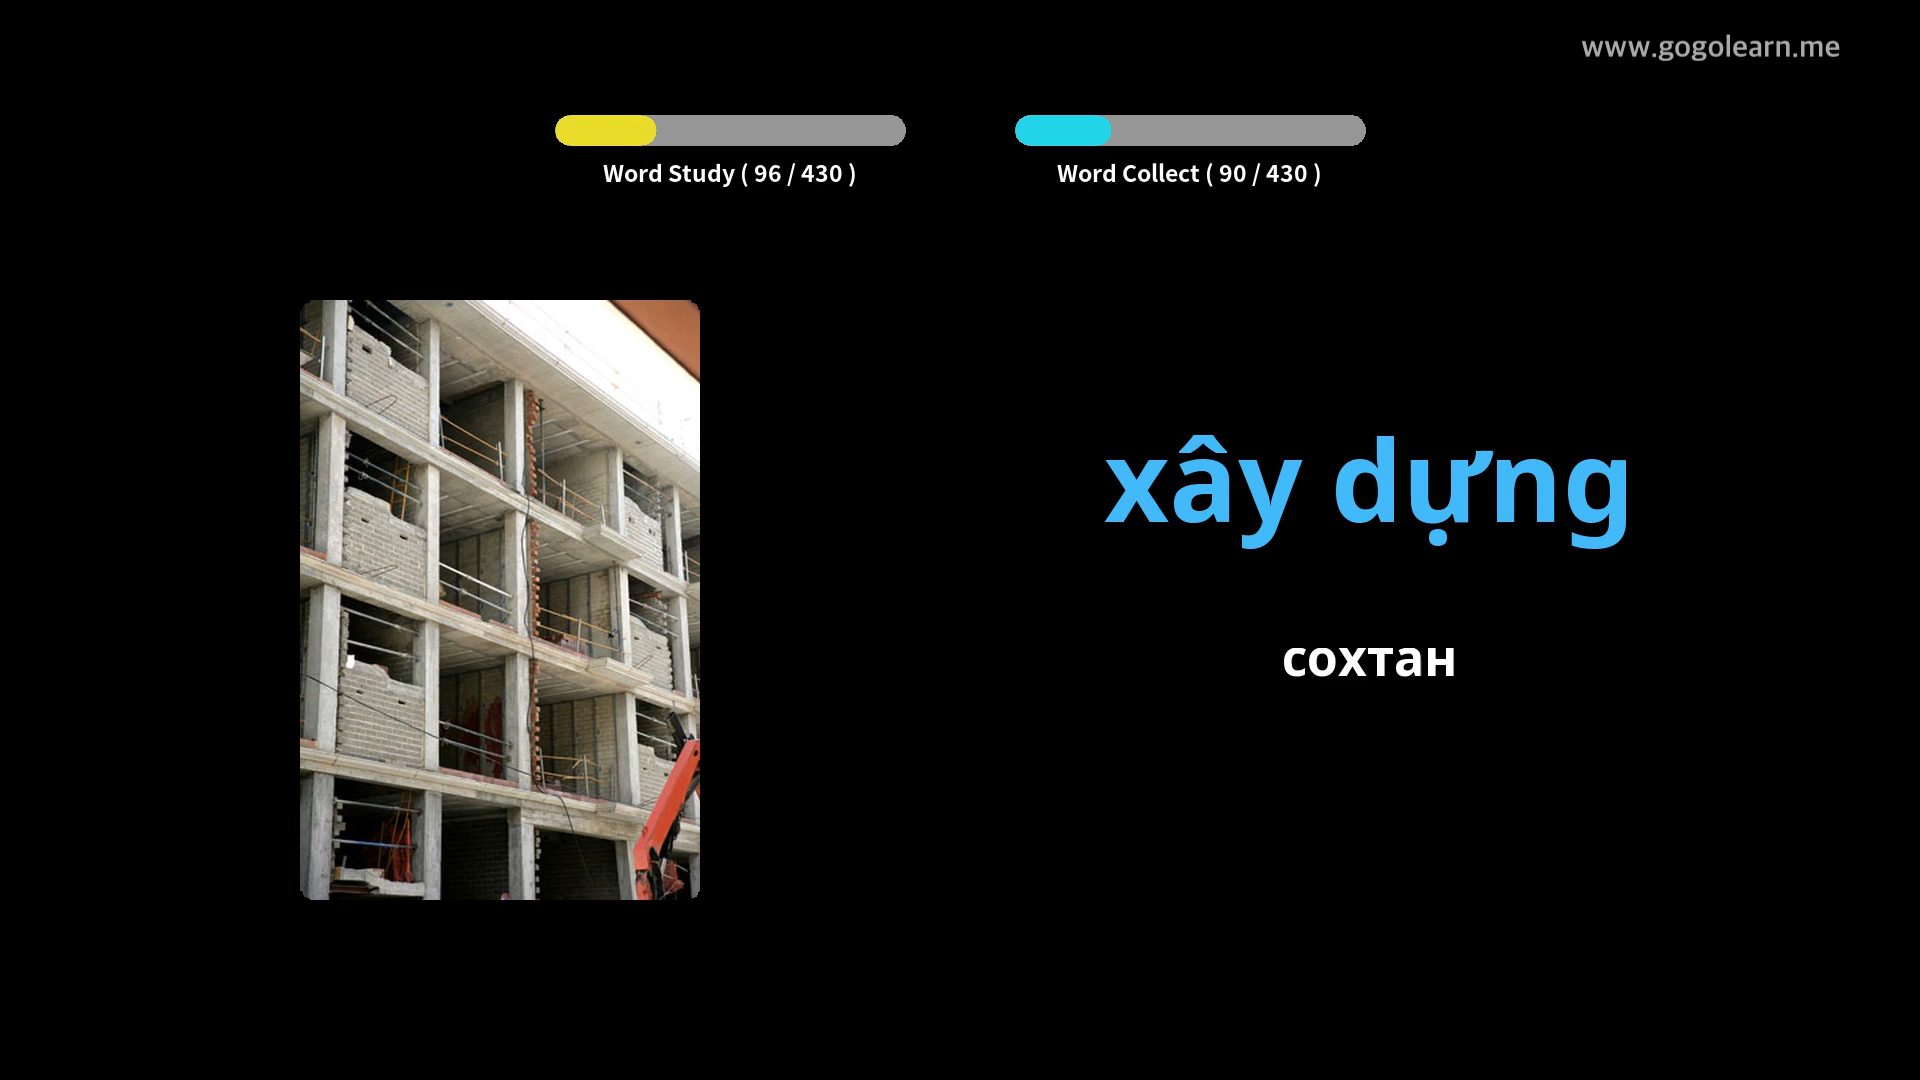 www.gogolearn.me
Word Study ( 96 / 430 )
Word Collect ( 90 / 430 )
xây dựng
сохтан